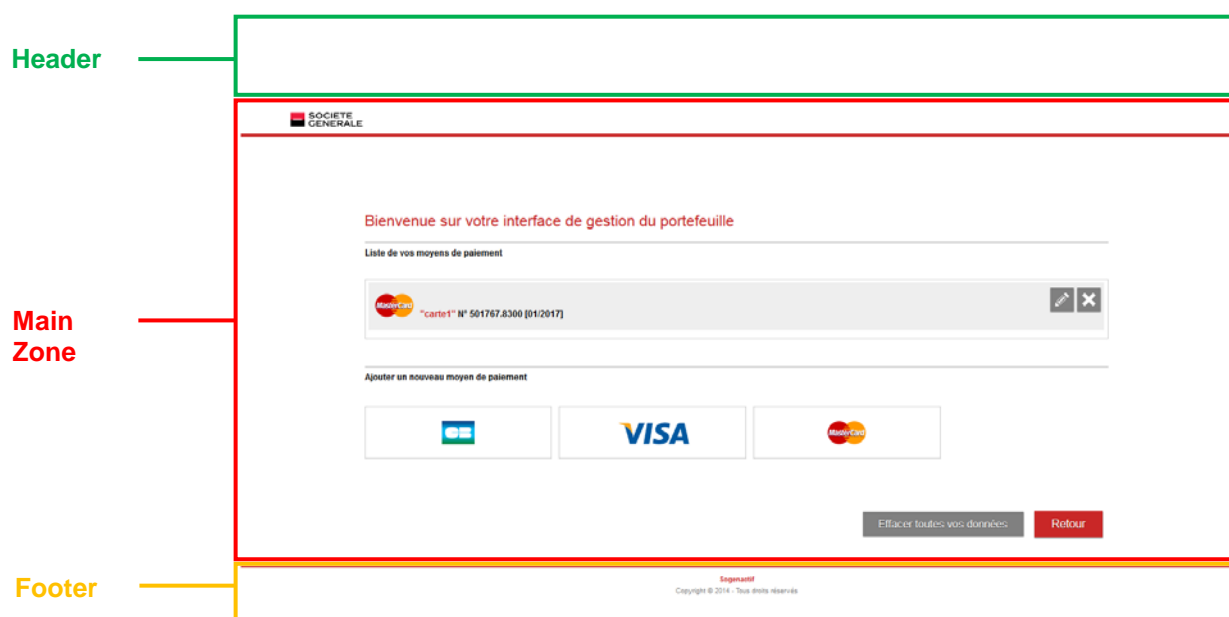 Header
SOCIETE
GENERALE
Bienvenue sur votre interface de gestion du portefeuille
Liste de vos moyens de paiement
MasterCard
"carte1" N° 501767.8300 [01/2017]
Main
Zone
Ajouter un nouveau moyen de paiement
CB VISA MasterCard
Effacer toutes vos données Retour
Footer
Sogenactif
Copyright © 2014 - Tous droits réservés